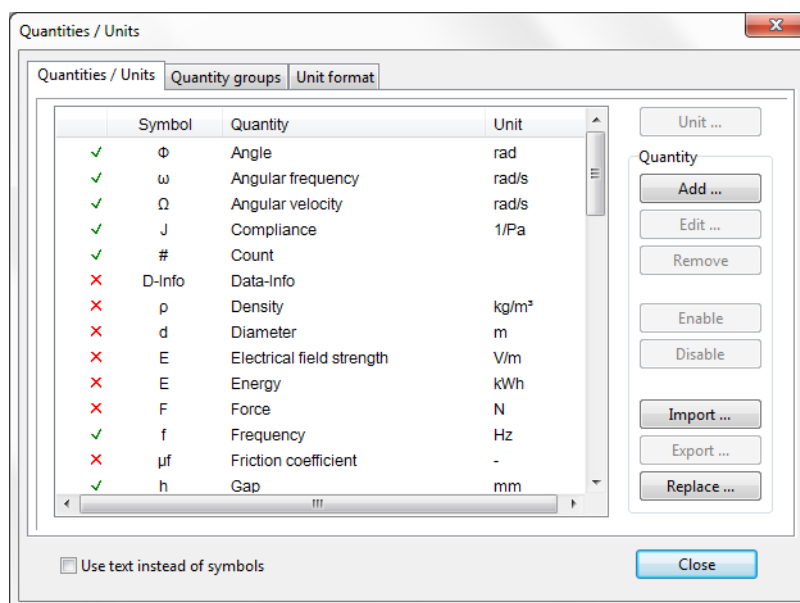 Quantities / Units
Quantities / Units Quantity groups Unit format
Symbol Quantity Unit
Φ Angle rad
ω Angular frequency rad/s
Ω Angular velocity rad/s
J Compliance 1/Pa
# Count
D-Info Data-Info
ρ Density kg/m³
d Diameter m
E Electrical field strength V/m
E Energy kWh
F Force N
f Frequency Hz
µf Friction coefficient -
h Gap mm
Unit ...
Quantity
Add ...
Edit ...
Remove
Enable
Disable
Import ...
Export ...
Replace ...
Use text instead of symbols
Close